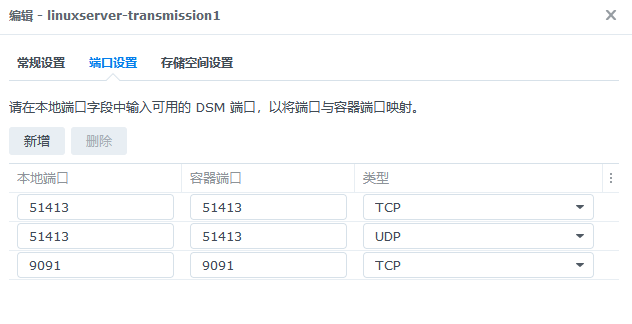 编辑 - linuxserver-transmission1
常规设置 端口设置 存储空间设置
请在本地端口字段中输入可用的 DSM 端口，以将端口与容器端口映射。
新增 删除
本地端口 容器端口 类型
51413 51413 TCP
51413 51413 UDP
9091 9091 TCP